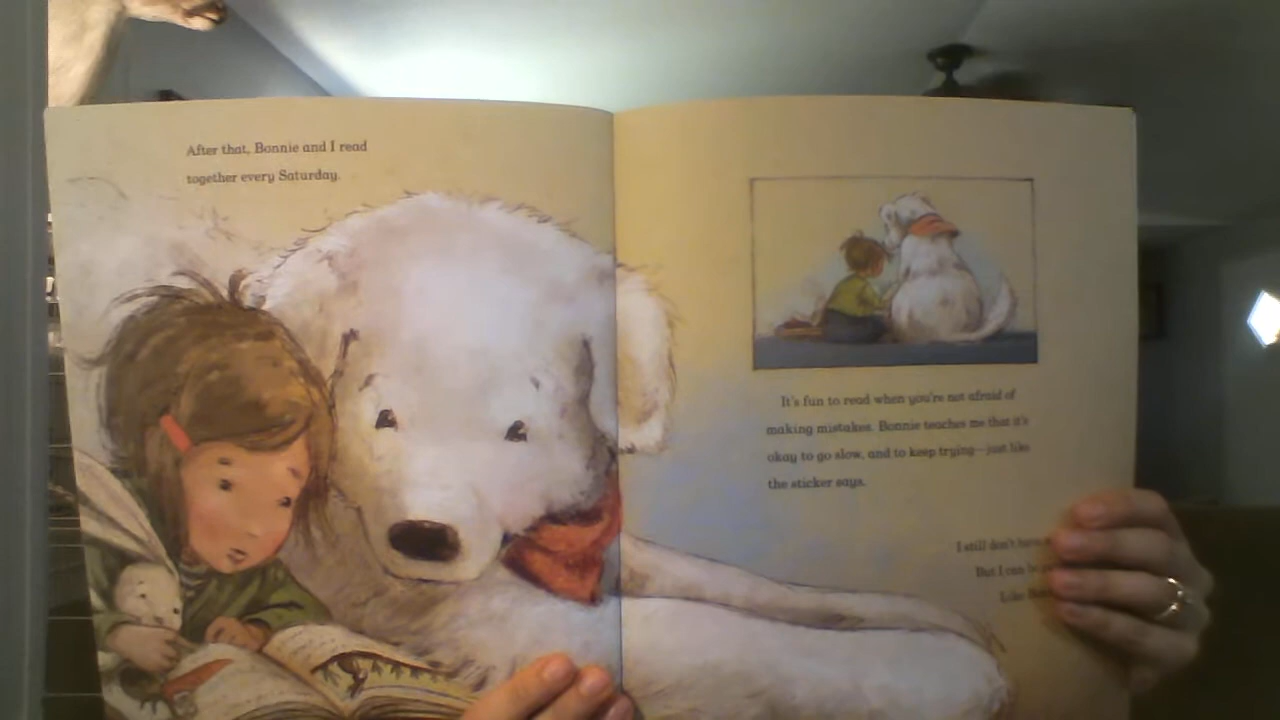 After that, Bonnie and I read
together every Saturday.
It's fun to read when you're not afraid of
making mistakes. Bonnie teaches me that it's
okay to go slow, and to keep trying—just like
the sticker says.
I still don't
But I can
Like